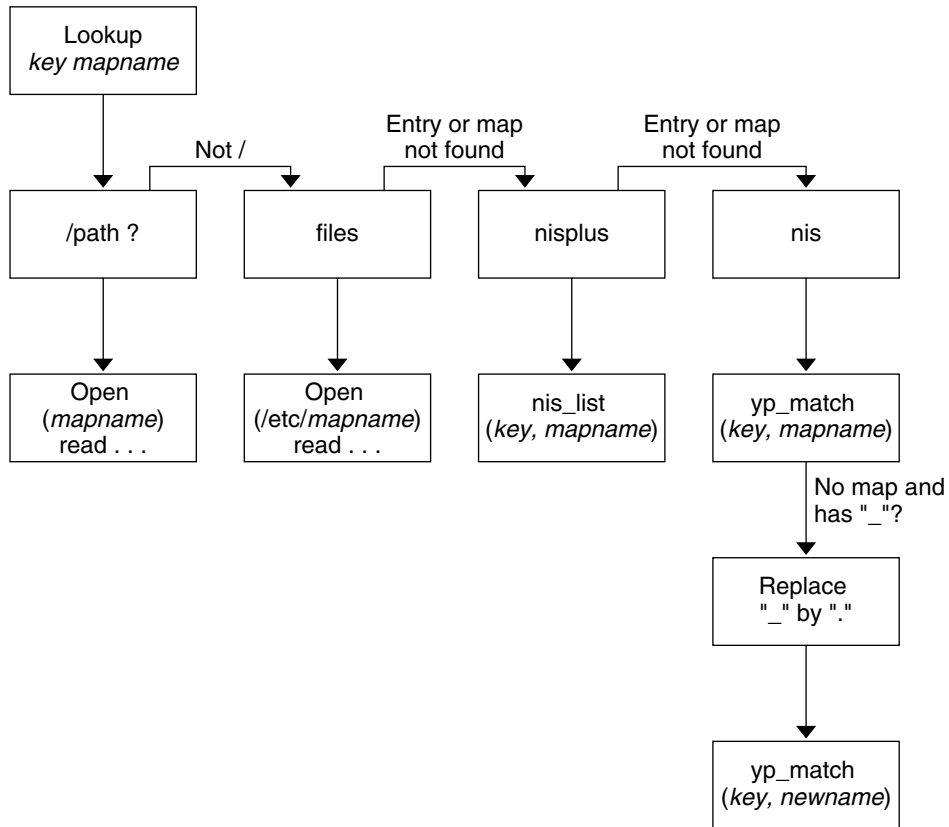 Lookup
key mapname
Not /
Entry or map
not found
Entry or map
not found
/path ?
files
nisplus
nis
Open
(mapname)
read . . .
Open
(/etc/mapname)
read . . .
nis_list
(key, mapname)
yp_match
(key, mapname)
No map and
has "_"?
Replace
"_" by "."
yp_match
(key, newname)